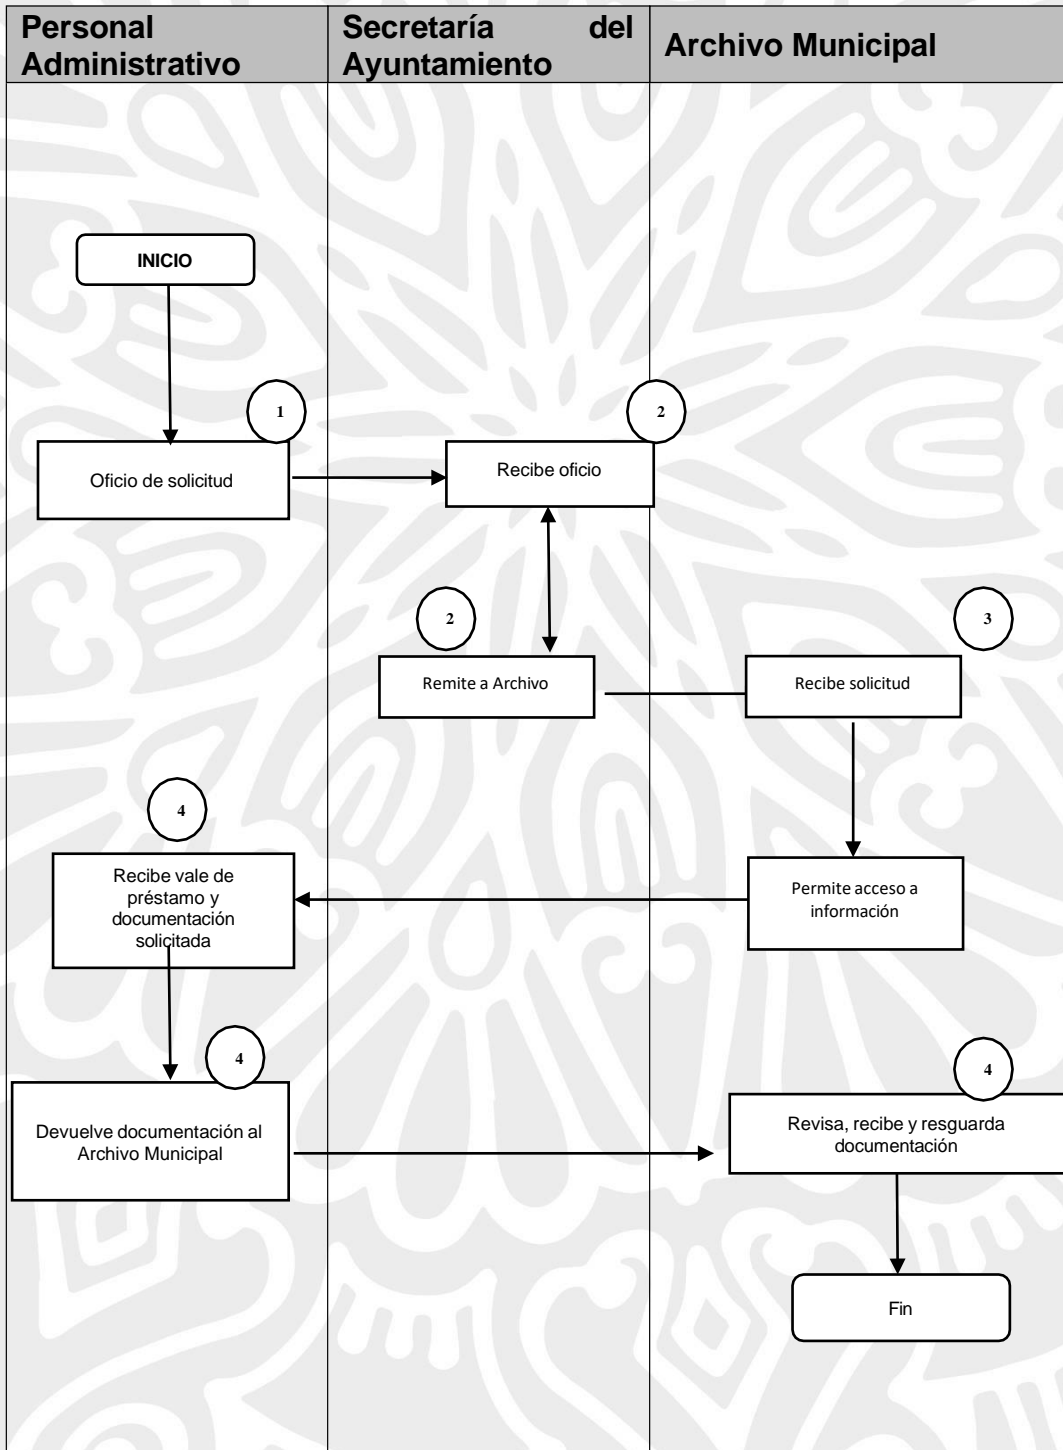 Personal
Administrativo
Secretaría del
Ayuntamiento
Archivo Municipal
INICIO
1
Oficio de solicitud
2
Recibe oficio
2
Remite a Archivo
3
Recibe solicitud
4
Recibe vale de
préstamo y
documentación
solicitada
Permite acceso a
información
4
Devuelve documentación al
Archivo Municipal
4
Revisa, recibe y resguarda
documentación
Fin